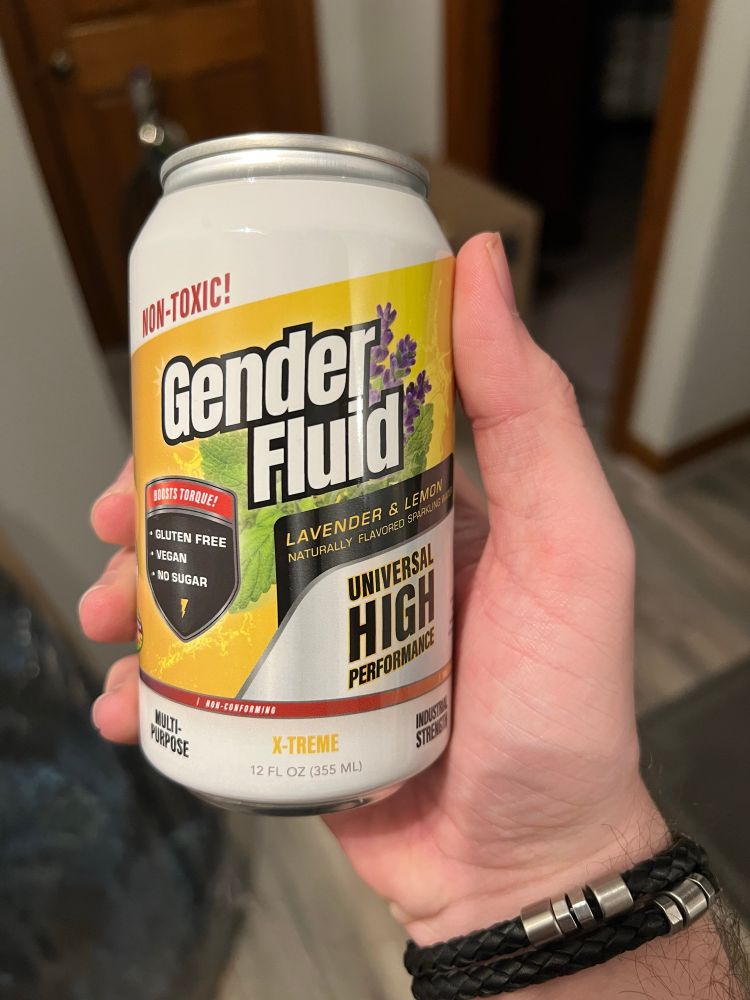 NON-TOXIC!
Gender
Fluid
BOOSTS TORQUE!
• GLUTEN FREE
• VEGAN
• NO SUGAR
LAVENDER & LEMON
NATURALLY FLAVORED SPARKLING
UNIVERSAL
HIGH
PERFORMANCE
NON-CONFORMING
MULTI-
PURPOSE
X-TREME
INDUSTRIAL
STRENGTH
12 FL OZ (355 ML)